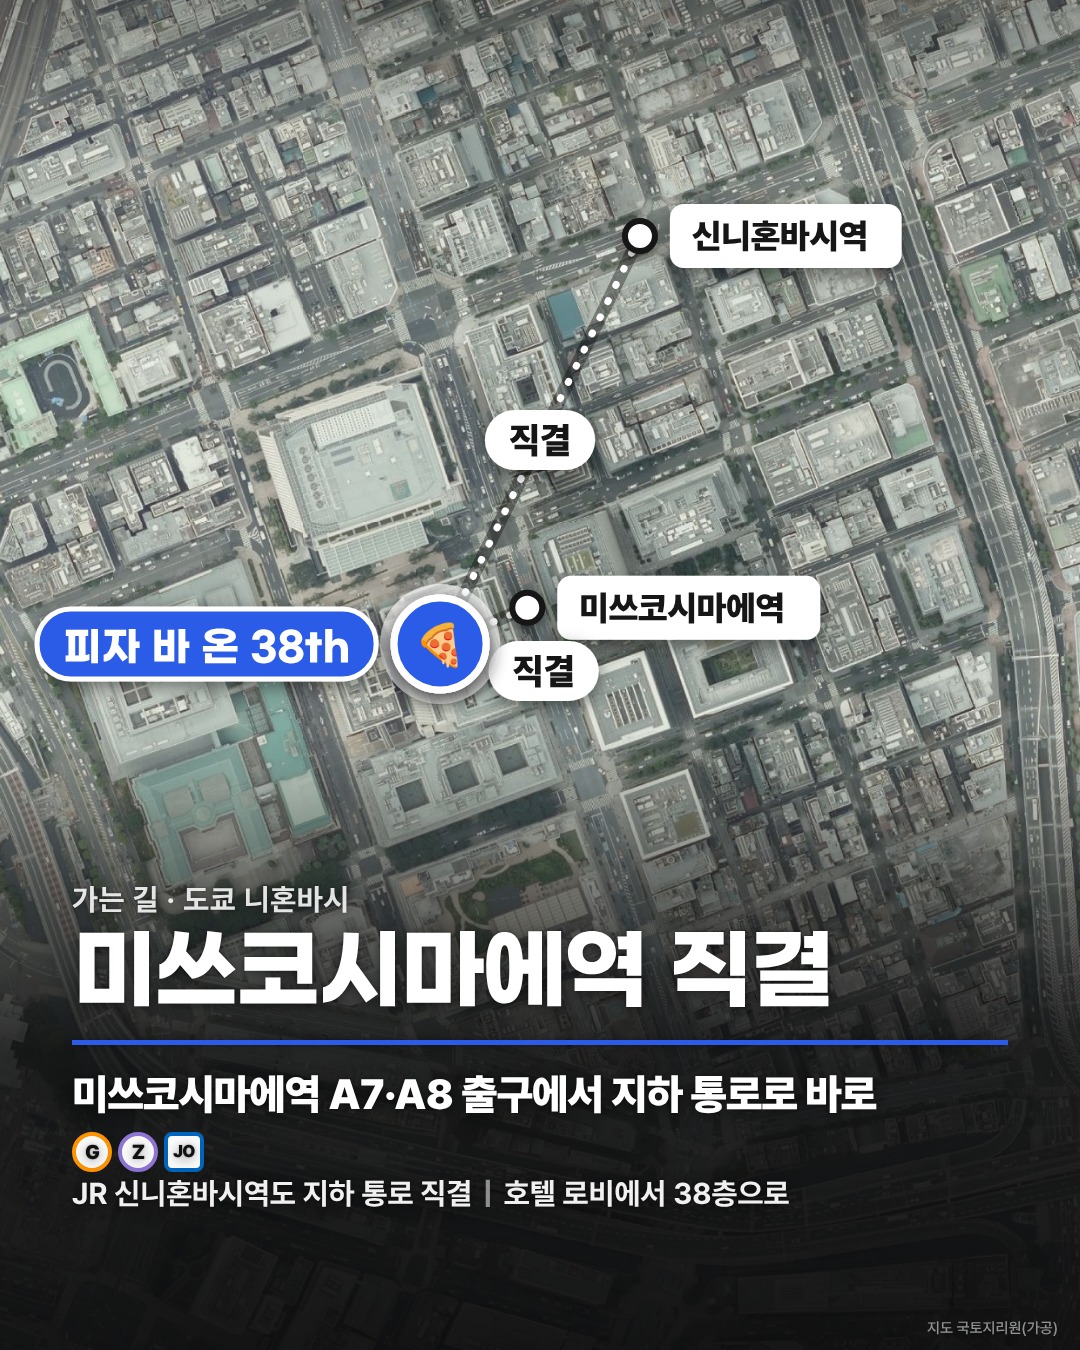 신니혼바시역
직결
미쓰코시마에역
피자 바 온 38th
직결
가는 길 · 도쿄 니혼바시
미쓰코시마에역 직결
미쓰코시마에역 A7·A8 출구에서 지하 통로로 바로
G Z JO
JR 신니혼바시역도 지하 통로 직결 | 호텔 로비에서 38층으로
지도 국토지리원(가공)